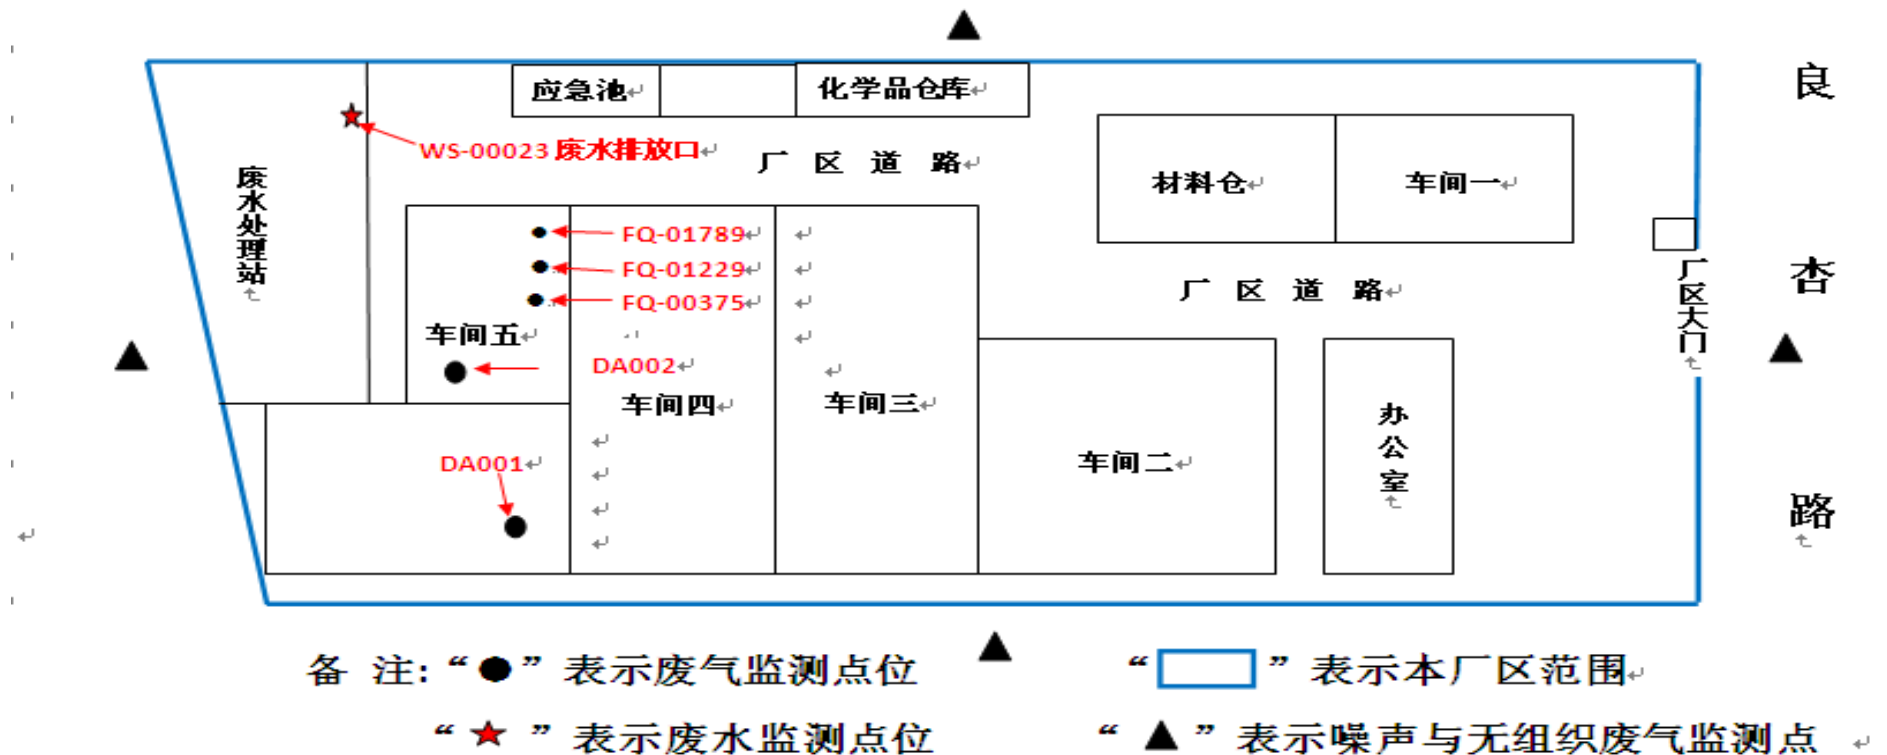 应急池
化学品仓库
良杏路
WS-00023 废水排放口
厂 区 道 路
材料仓
车间一
废水处理站
FQ-01789
FQ-01229
FQ-00375
厂 区 道 路
厂区大门
车间五
DA002
车间四
车间三
办公室
DA001
车间二
备 注:“●”表示废气监测点位
“ ”表示本厂区范围
“★”表示废水监测点位
“▲”表示噪声与无组织废气监测点